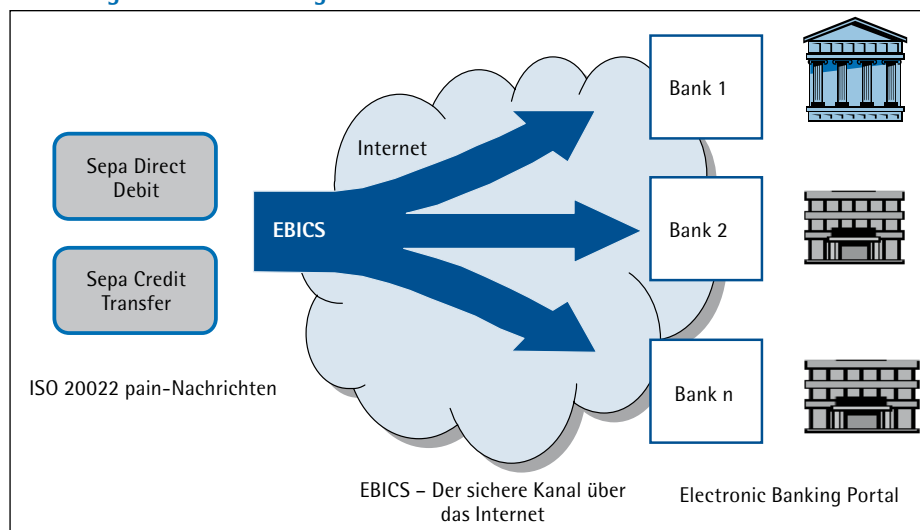 Sepa Direct
Debit
Sepa Credit
Transfer
ISO 20022 pain-Nachrichten
Internet
EBICS
EBICS – Der sichere Kanal über
das Internet
Bank 1
Bank 2
Bank n
Electronic Banking Portal